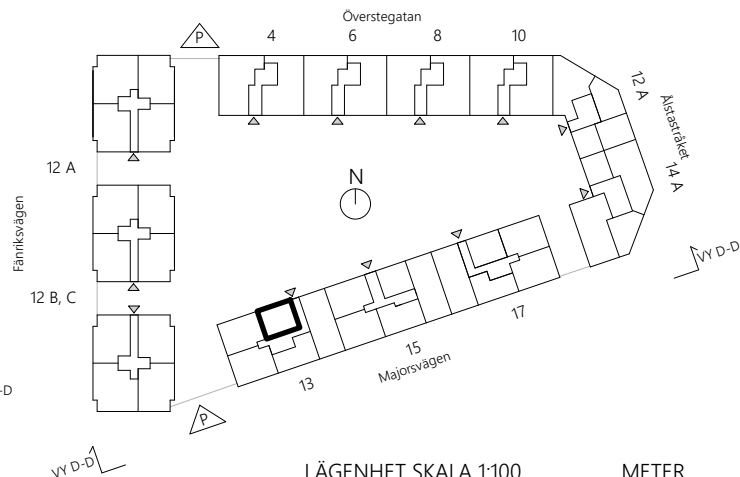 Överstegatan
P
4 6 8 10
12 A
Ålstastråket
14 A
12 A
N
Fänriksvägen
VY D-D
12 B, C
17
15
Majorsvägen
13
-D
P
VY D-D
LÄGENHET SKALA 1:100 METER